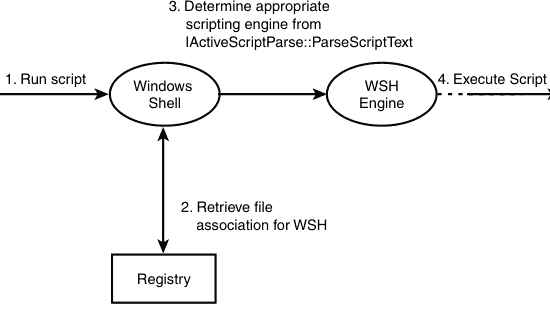 3. Determine appropriate
scripting engine from
IActiveScriptParse::ParseScriptText
1. Run script
Windows
Shell
WSH
Engine
4. Execute Script
2. Retrieve file
association for WSH
Registry